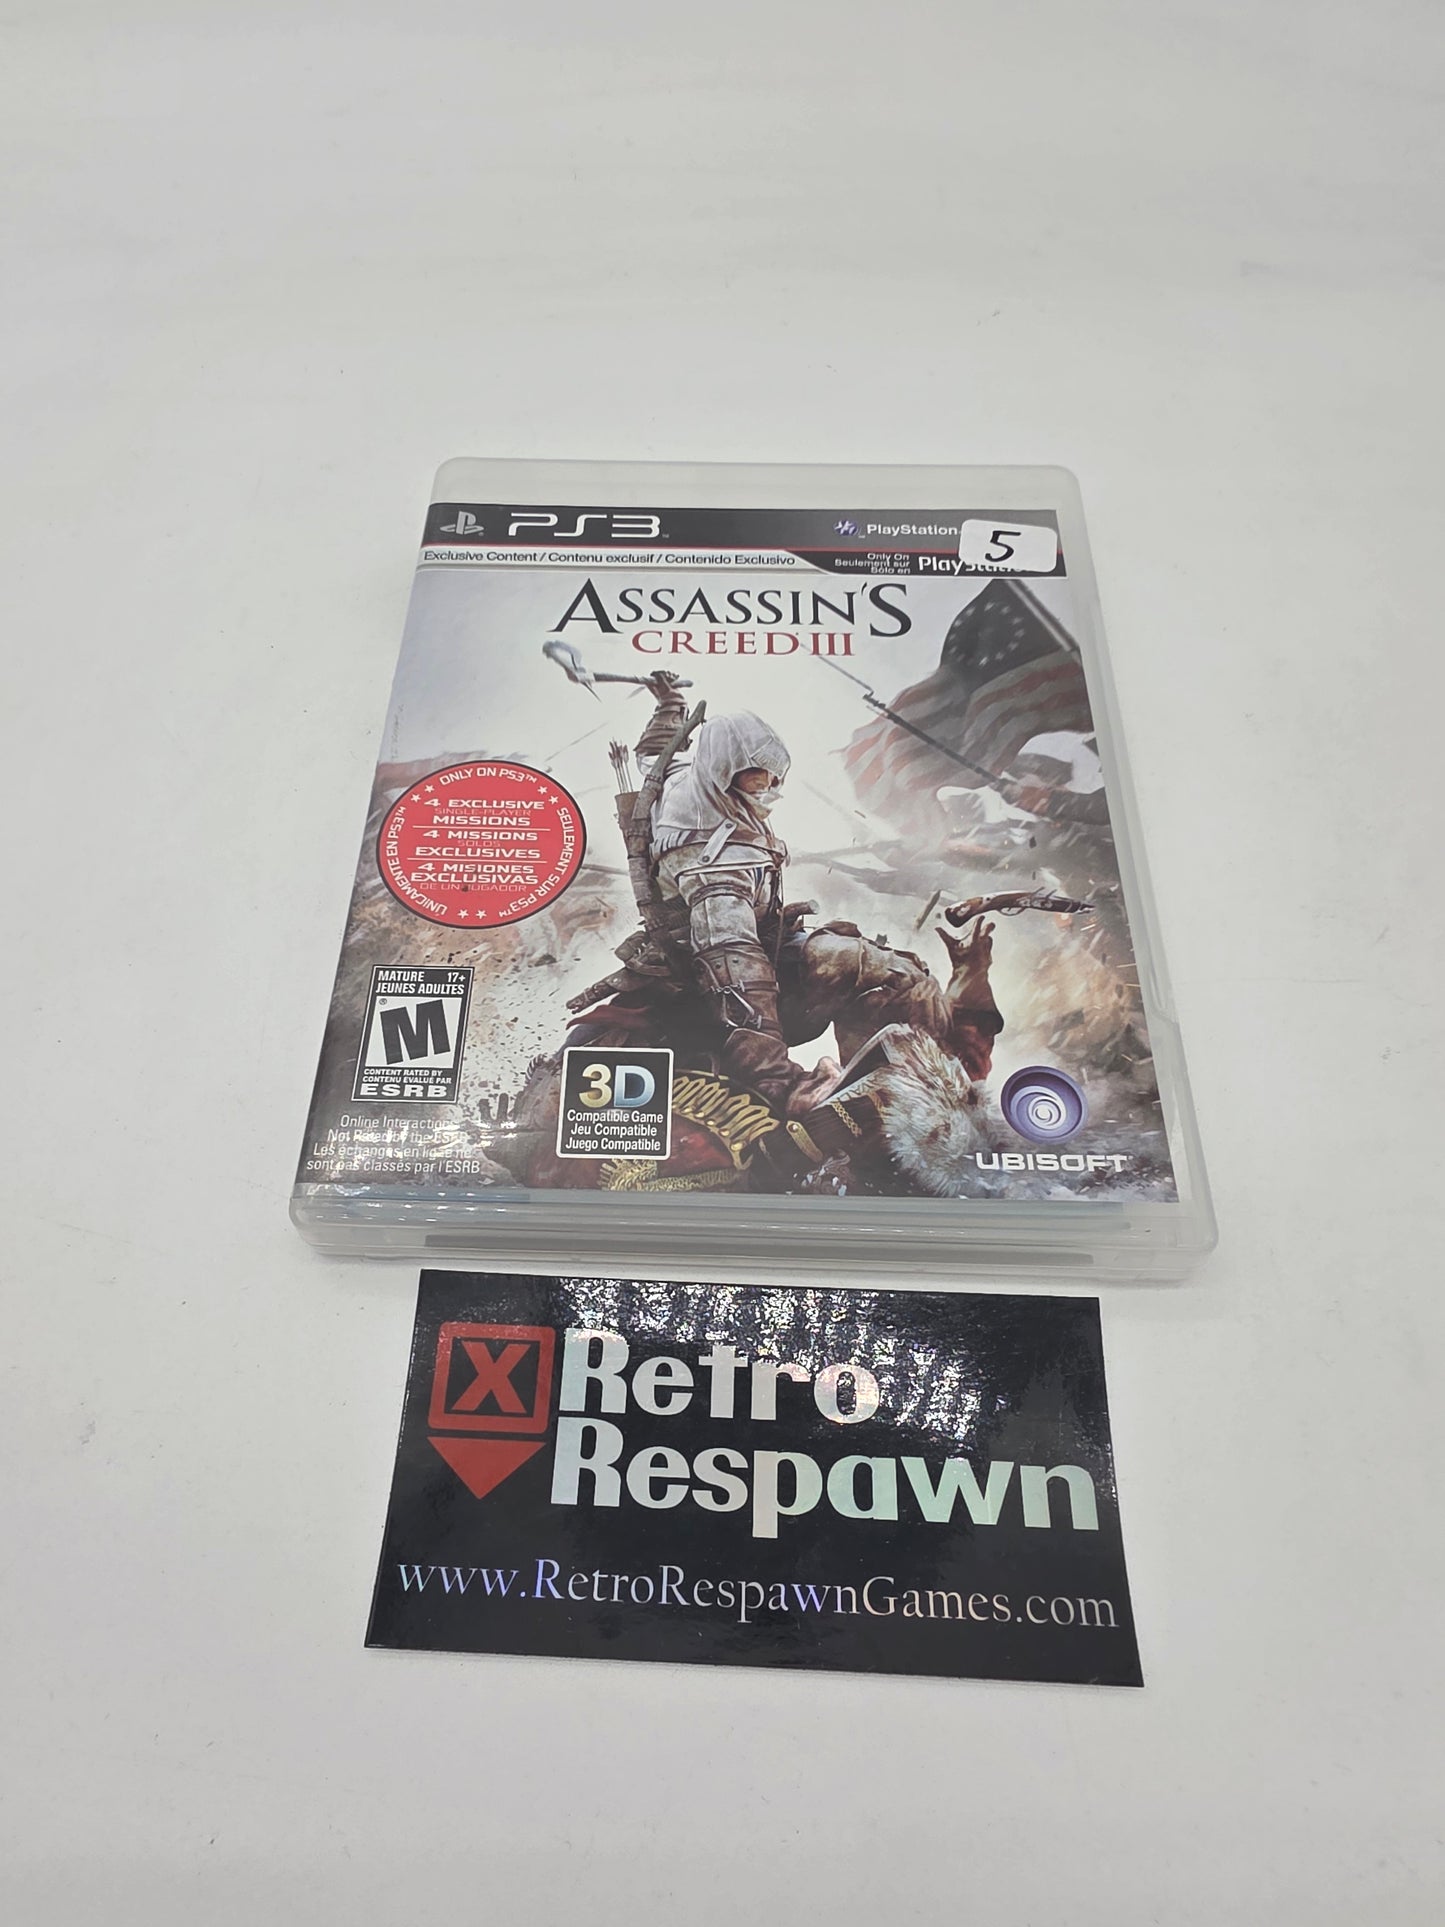 PS3
PlayStation
5
Exclusive Content / Contenu exclusif / Contenido Exclusivo
Only On
Seulement sur
Sólo en
ASSASSIN'S
CREED III
ONLY ON PS3™
SEULEMENT SUR PS3™
ÚNICAMENTE EN PS3™
4 EXCLUSIVE
SINGLE-PLAYER
MISSIONS
4 MISSIONS
SOLOS
EXCLUSIVES
4 MISIONES
EXCLUSIVAS
DE UN JUGADOR
MATURE 17+
JEUNES ADULTES
M
CONTENT RATED BY
CONTENU ÉVALUÉ PAR
ESRB
Online Interactions
Not Rated by the ESRB
Les échanges en ligne ne
sont pas classés par l'ESRB
3D
Compatible Game
Jeu Compatible
Juego Compatible
UBISOFT
X
Retro
Respawn
www.RetroRespawnGames.com